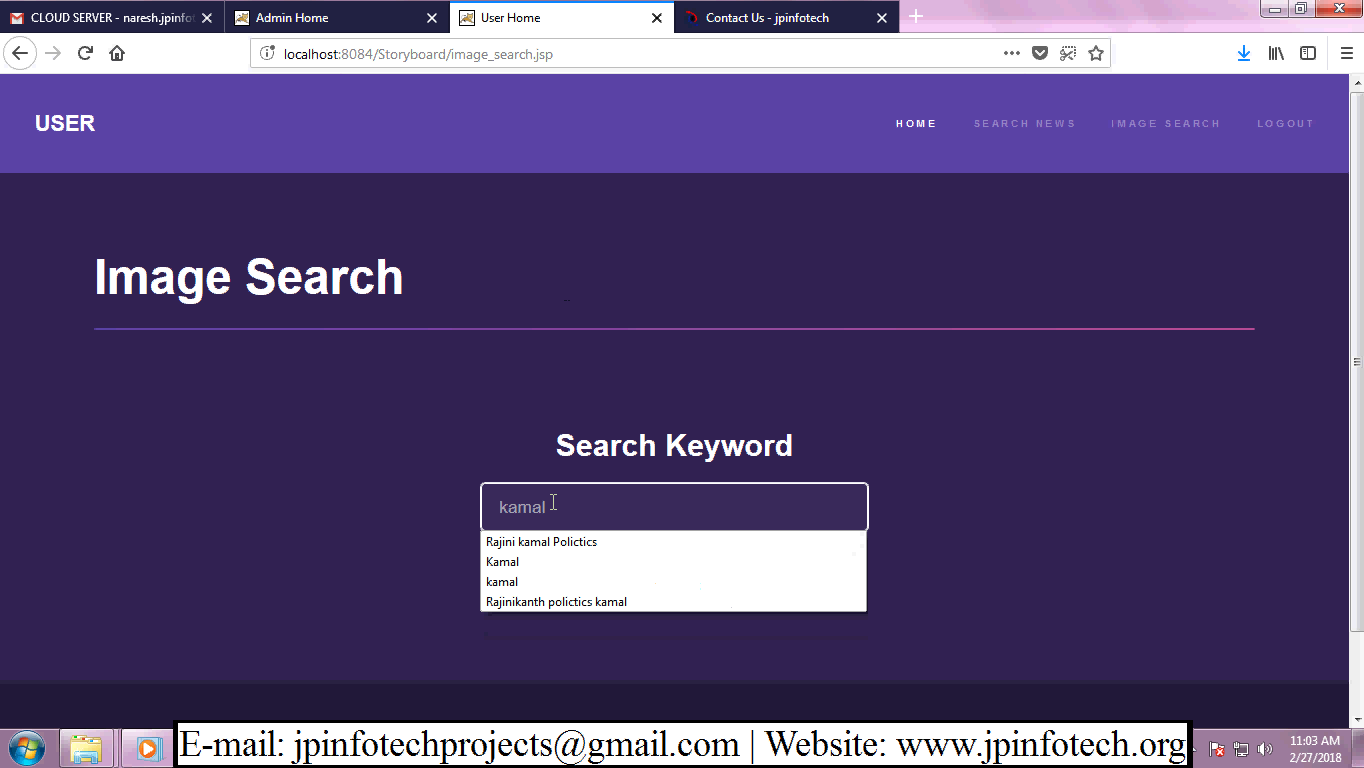 CLOUD SERVER - naresh.jpinfot
Admin Home
User Home
Contact Us - jpinfotech
localhost:8084/Storyboard/image_search.jsp
USER
HOME
SEARCH NEWS
IMAGE SEARCH
LOGOUT
Image Search
Search Keyword
kamal
Rajini kamal Polictics
Kamal
kamal
Rajinikanth polictics kamal
E-mail: jpinfotechprojects@gmail.com | Website: www.jpinfotech.org
11:03 AM
2/27/2018